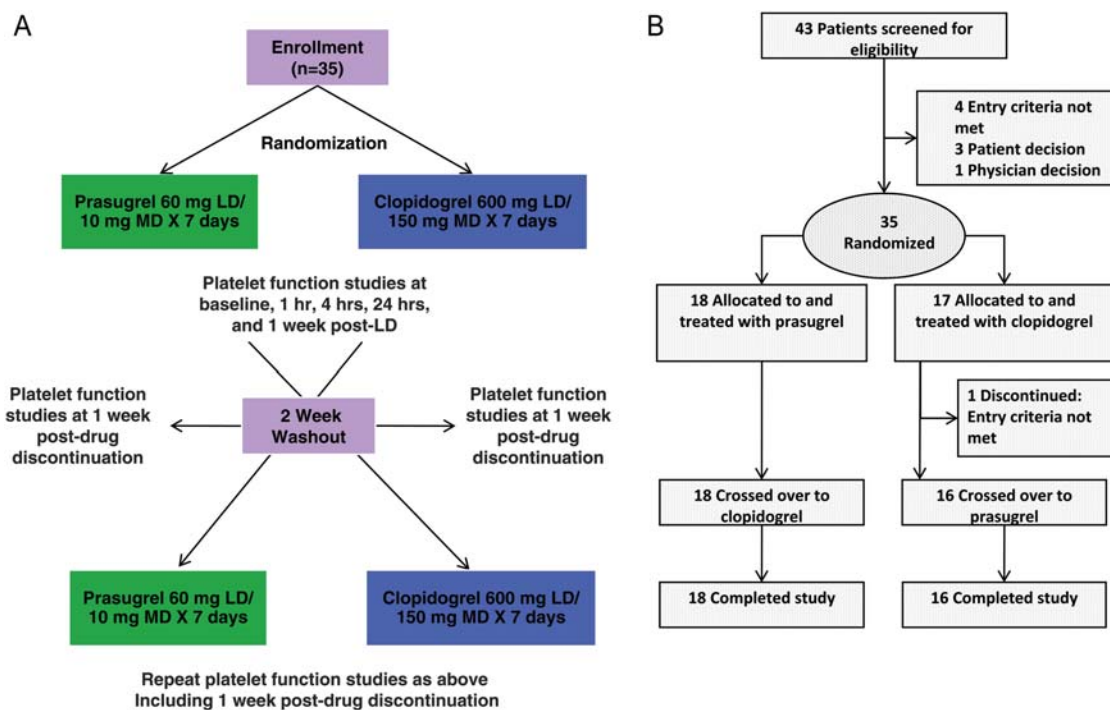 A
Enrollment
(n=35)
Randomization
Prasugrel 60 mg LD/
10 mg MD X 7 days
Clopidogrel 600 mg LD/
150 mg MD X 7 days
Platelet function studies at
baseline, 1 hr, 4 hrs, 24 hrs,
and 1 week post-LD
Platelet function
studies at 1 week
post-drug
discontinuation
2 Week
Washout
Platelet function
studies at 1 week
post-drug
discontinuation
Prasugrel 60 mg LD/
10 mg MD X 7 days
Clopidogrel 600 mg LD/
150 mg MD X 7 days
Repeat platelet function studies as above
Including 1 week post-drug discontinuation
B
43 Patients screened for
eligibility
4 Entry criteria not
met
3 Patient decision
1 Physician decision
35
Randomized
18 Allocated to and
treated with prasugrel
17 Allocated to and
treated with clopidogrel
1 Discontinued:
Entry criteria not
met
18 Crossed over to
clopidogrel
16 Crossed over to
prasugrel
18 Completed study
16 Completed study